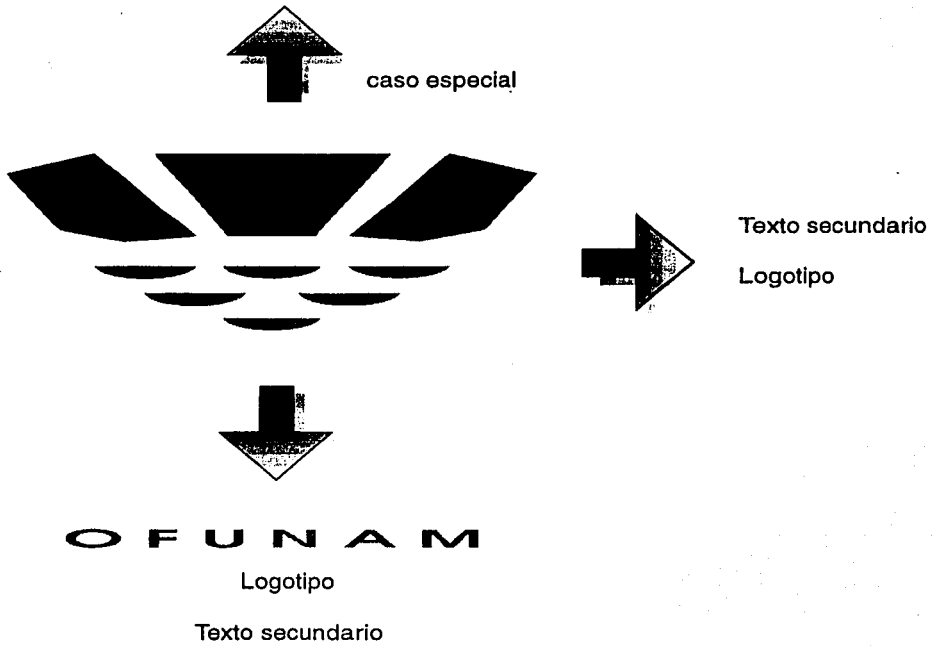 caso especial
Texto secundario
Logotipo
OFUNAM
Logotipo
Texto secundario